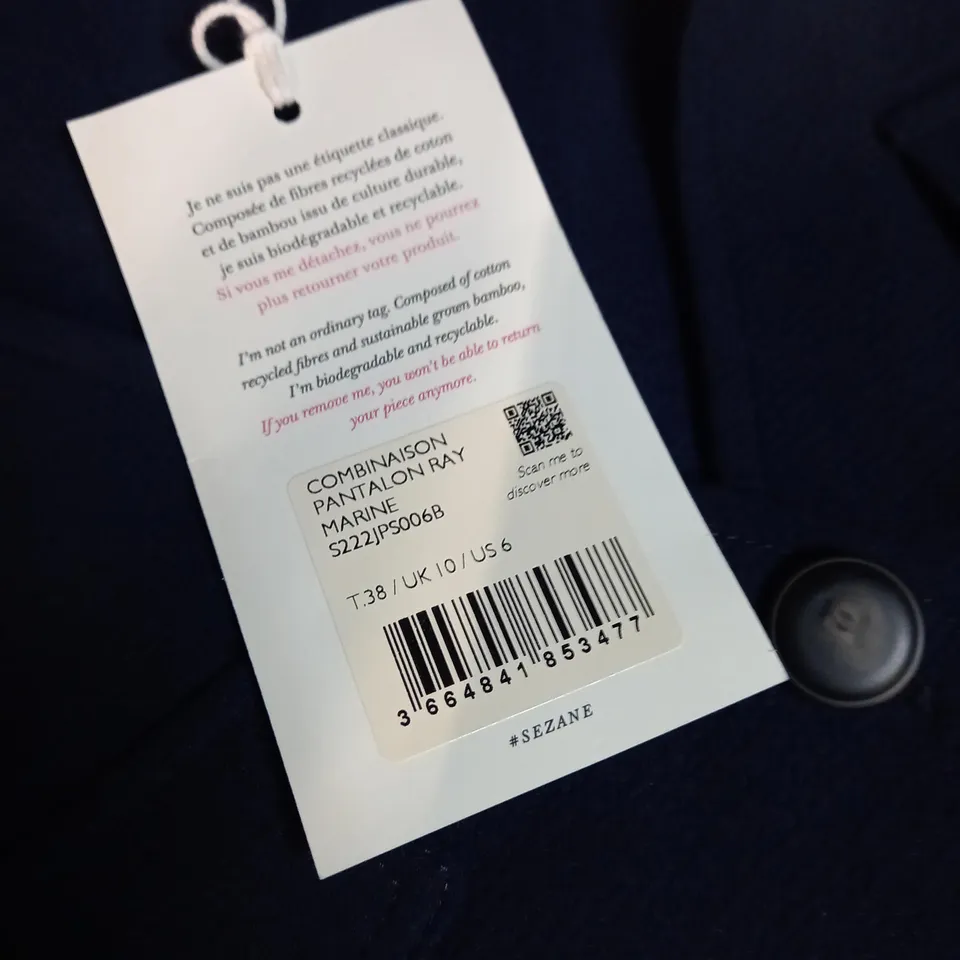 Je ne suis pas une étiquette classique.
Composée de fibres recyclées de coton
et de bambou issu de culture durable,
je suis biodégradable et recyclable.
Si vous me détachez, vous ne pourrez
plus retourner votre produit.
I'm not an ordinary tag. Composed of cotton
recycled fibres and sustainable grown bamboo,
I'm biodegradable and recyclable.
If you remove me, you won't be able to return
your piece anymore.
COMBINAISON
PANTALON RAY
MARINE
S222JPS006B
Scan me to
discover more
T.38 / UK 10 / US 6
3 664841 853477
#SEZANE